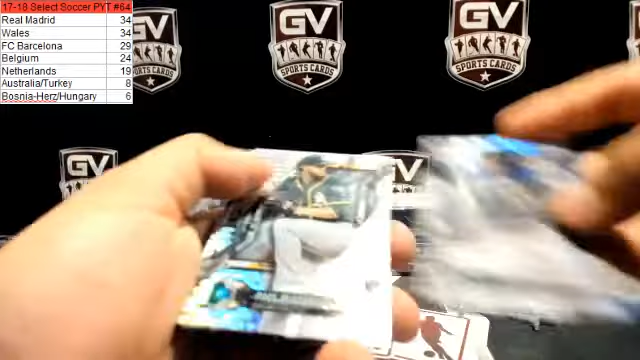 17-18 Select Soccer PYT #64
Real Madrid 34
Wales 34
FC Barcelona 29
Belgium 24
Netherlands 19
Australia/Turkey 8
Bosnia-Herz/Hungary 6
GV
SPORTS CARDS
GV
SPORTS CARDS
GV
SPORTS CARDS
GV
GV